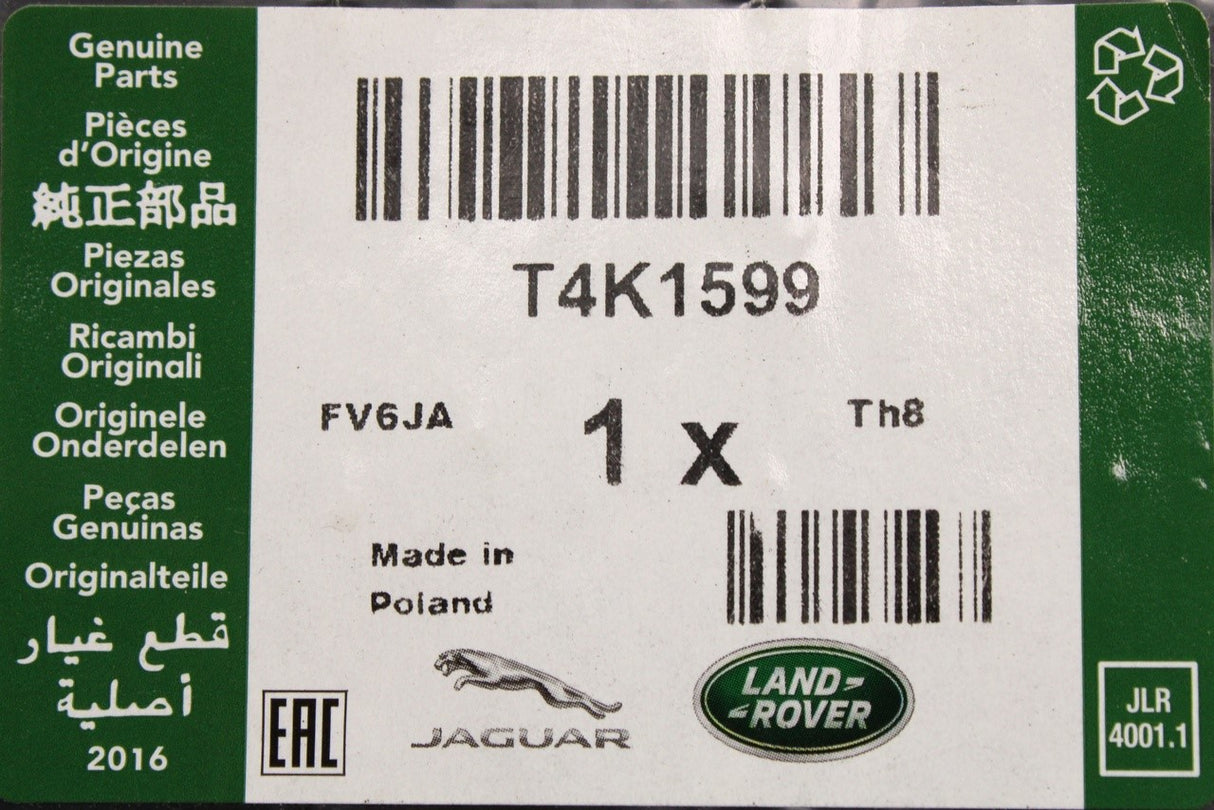 Genuine
Parts
Pièces
d'Origine
純正部品
Piezas
Originales
Ricambi
Originali
Originele
Onderdelen
Peças
Genuinas
Originalteile
قطع غيار
أصلية
2016
T4K1599
FV6JA
1 x
Th8
Made in
Poland
EAC
JAGUAR
LAND-
-ROVER
JLR
4001.1